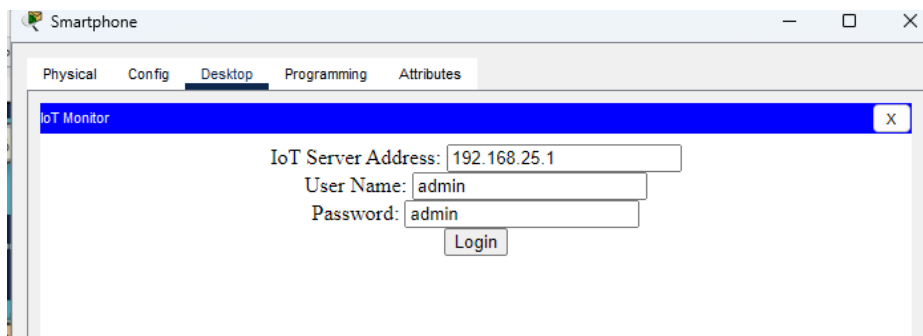 Smartphone
Physical Config Desktop Programming Attributes
IoT Monitor X
IoT Server Address: 192.168.25.1
User Name: admin
Password: admin
Login